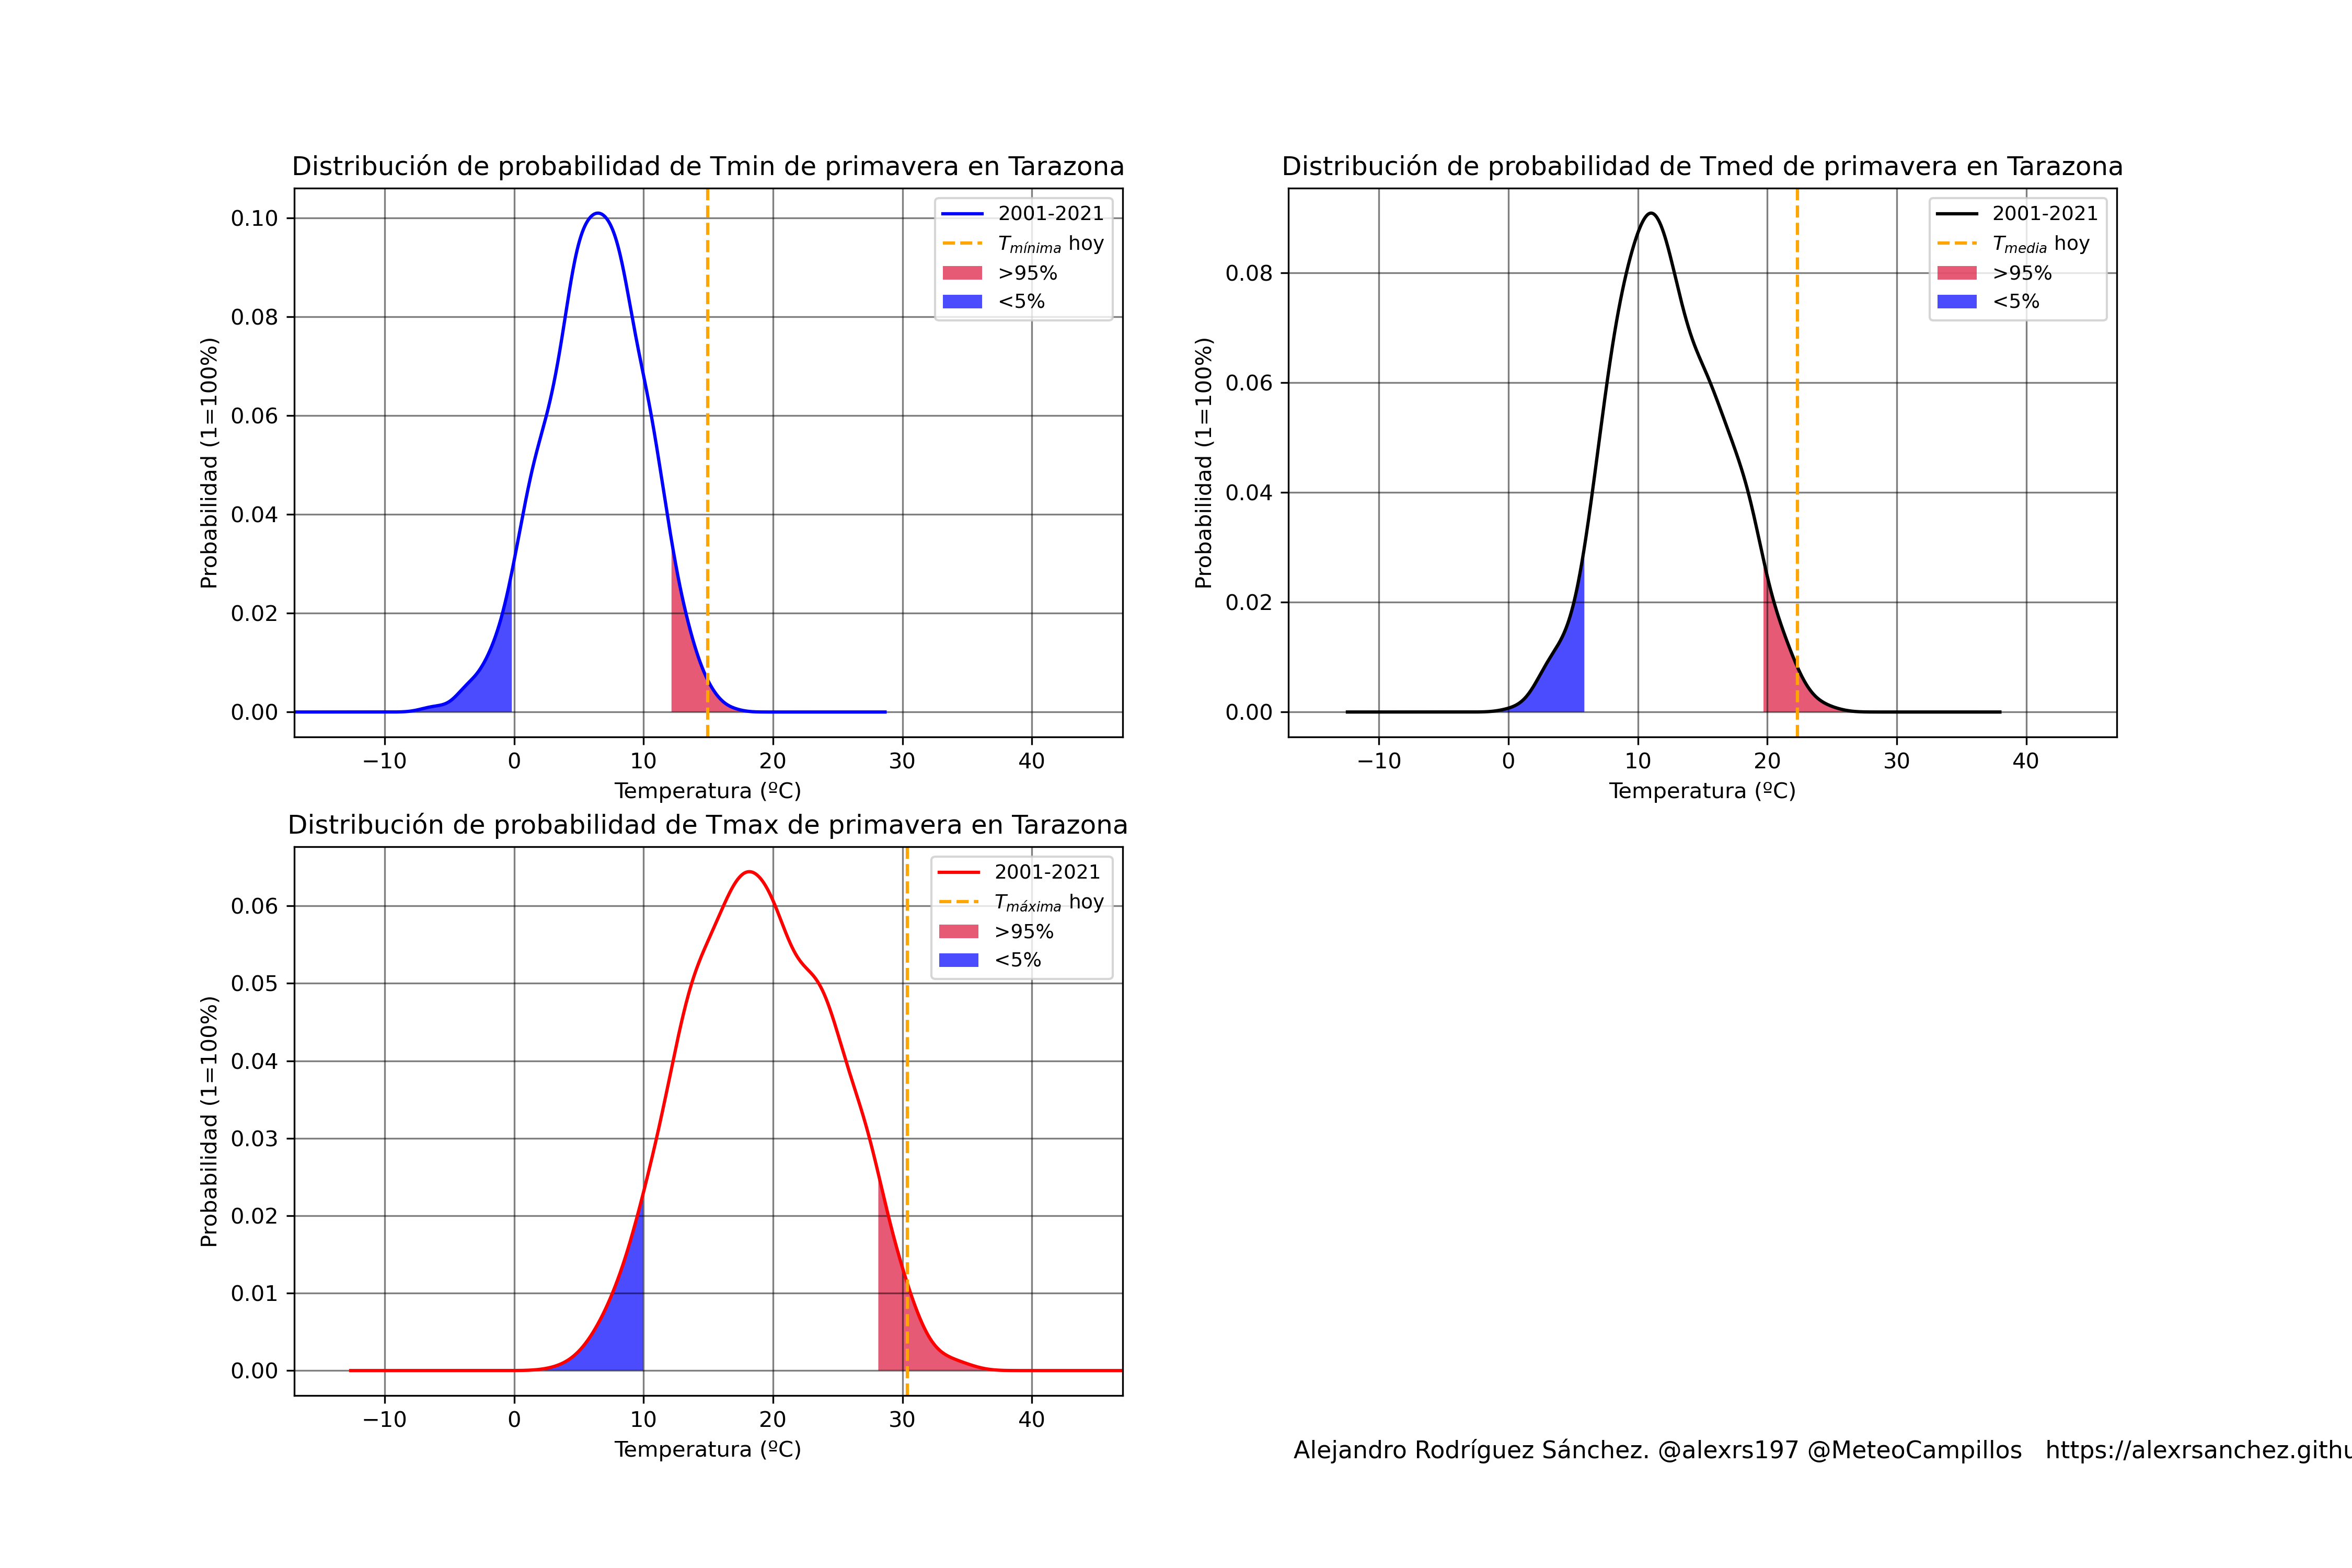 Distribución de probabilidad de Tmin de primavera en Tarazona
Probabilidad (1=100%)
0.10
0.08
0.06
0.04
0.02
0.00
2001-2021
T_mínima hoy
>95%
<5%
−10 0 10 20 30 40
Temperatura (ºC)
Distribución de probabilidad de Tmed de primavera en Tarazona
Probabilidad (1=100%)
0.08
0.06
0.04
0.02
0.00
2001-2021
T_media hoy
>95%
<5%
−10 0 10 20 30 40
Temperatura (ºC)
Distribución de probabilidad de Tmax de primavera en Tarazona
Probabilidad (1=100%)
0.06
0.05
0.04
0.03
0.02
0.01
0.00
2001-2021
T_máxima hoy
>95%
<5%
−10 0 10 20 30 40
Temperatura (ºC)
Alejandro Rodríguez Sánchez. @alexrs197 @MeteoCampillos https://alexrsanchez.githu